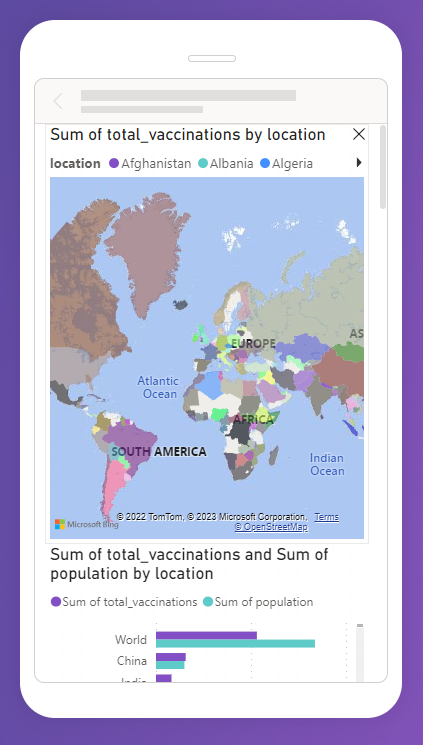 Sum of total_vaccinations by location
location Afghanistan Albania Algeria
EUROPE
AS
Atlantic
Ocean
AFRICA
SOUTH AMERICA
Indian
Ocean
© 2022 TomTom, © 2023 Microsoft Corporation, Terms
Microsoft Bing © OpenStreetMap
Sum of total_vaccinations and Sum of
population by location
Sum of total_vaccinations Sum of population
World
China
India